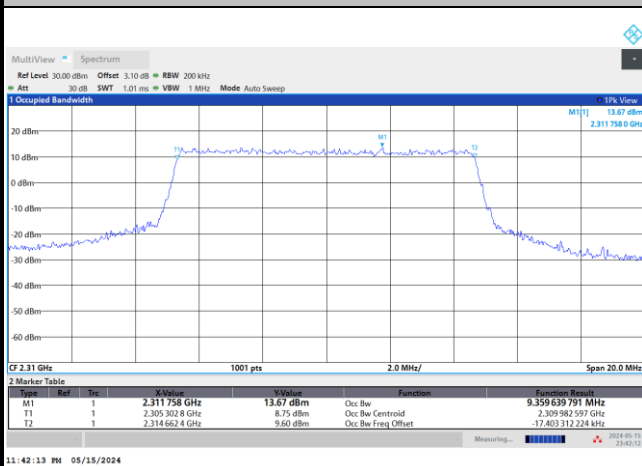 MultiView Spectrum
Ref Level 30.00 dBm Offset 3.10 dB RBW 200 kHz
Att 30 dB SWT 1.01 ms VBW 1 MHz Mode Auto Sweep
1 Occupied Bandwidth 1Pk View
M1[1] 13.67 dBm
2.311 758 0 GHz
20 dBm
M1
T1 T2
10 dBm
0 dBm
-10 dBm
-20 dBm
-30 dBm
-40 dBm
-50 dBm
-60 dBm
CF 2.31 GHz 1001 pts 2.0 MHz/ Span 20.0 MHz
2 Marker Table
Type Ref Trc X-Value Y-Value Function Function Result
M1 1 2.311 758 GHz 13.67 dBm Occ Bw 9.359 639 791 MHz
T1 1 2.305 302 8 GHz 8.75 dBm Occ Bw Centroid 2.309 982 597 GHz
T2 1 2.314 662 4 GHz 9.60 dBm Occ Bw Freq Offset -17.403 312 224 kHz
Measuring... 2024-05-15
23:42:12
11:42:13 PM 05/15/2024